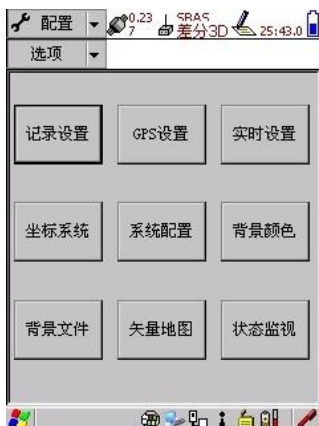 配置 0.23 7 SBAS 差分3D 25:43.0
选项
记录设置 GPS设置 实时设置
坐标系统 系统配置 背景颜色
背景文件 矢量地图 状态监视